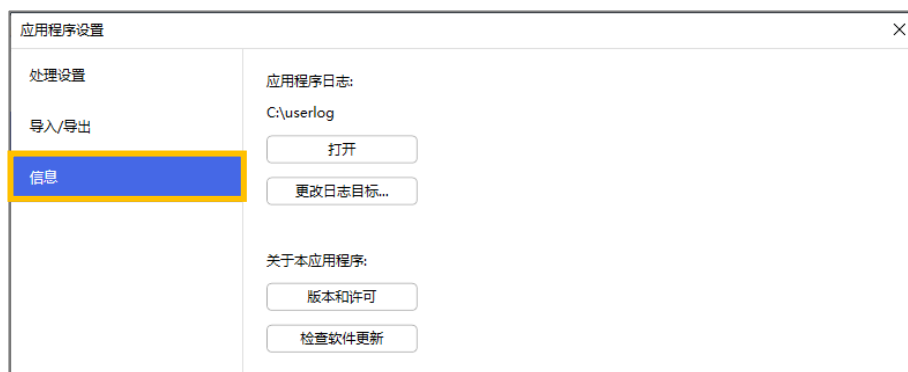 应用程序设置
处理设置
导入/导出
信息
应用程序日志:
C:\userlog
打开
更改日志目标...
关于本应用程序:
版本和许可
检查软件更新